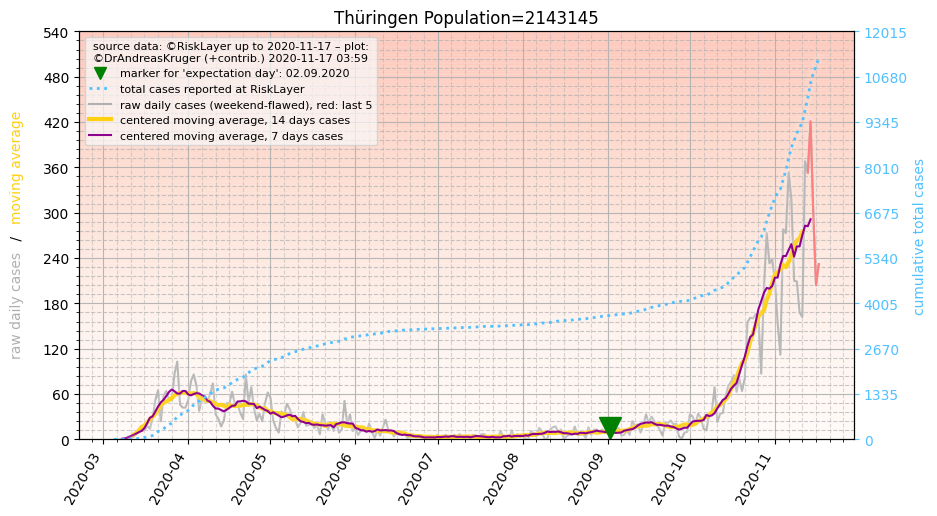 Thüringen Population=2143145
source data: ©RiskLayer up to 2020-11-17 – plot:
©DrAndreasKruger (+contrib.) 2020-11-17 03:59
marker for 'expectation day': 02.09.2020
total cases reported at RiskLayer
raw daily cases (weekend-flawed), red: last 5
centered moving average, 14 days cases
centered moving average, 7 days cases
raw daily cases / moving average
540
480
420
360
300
240
180
120
60
0
12015
10680
9345
8010
6675
5340
4005
2670
1335
0
cumulative total cases
2020-03
2020-04
2020-05
2020-06
2020-07
2020-08
2020-09
2020-10
2020-11